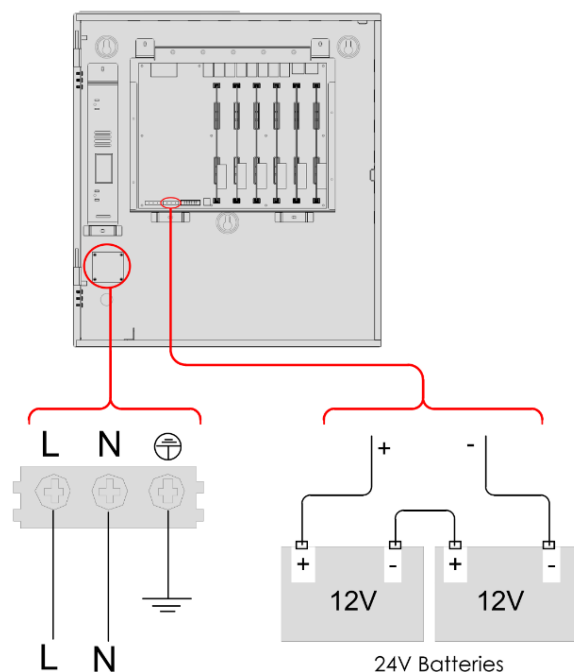 L N
+ -
+ - + -
12V 12V
L N
24V Batteries